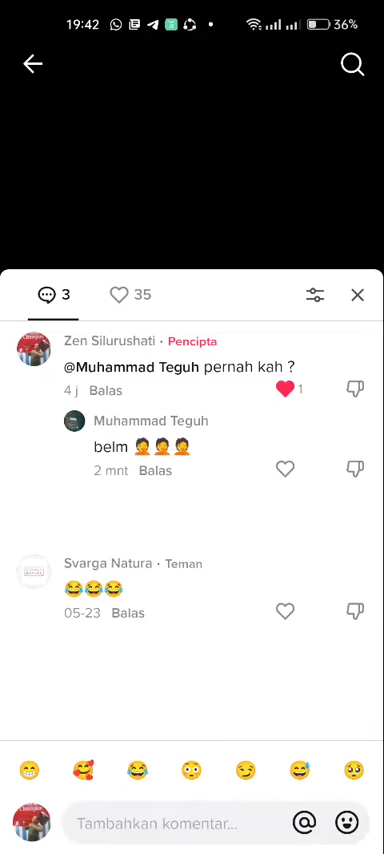 19:42
36%
3
35
Zen Silurushati · Pencipta
@Muhammad Teguh pernah kah ?
4 j Balas
1
Muhammad Teguh
belm 🤦🤦🤦
2 mnt Balas
Svarga Natura · Teman
😂😂😂
05-23 Balas
😁 🥰 😂 😳 😏 😅 🥺
Tambahkan komentar...